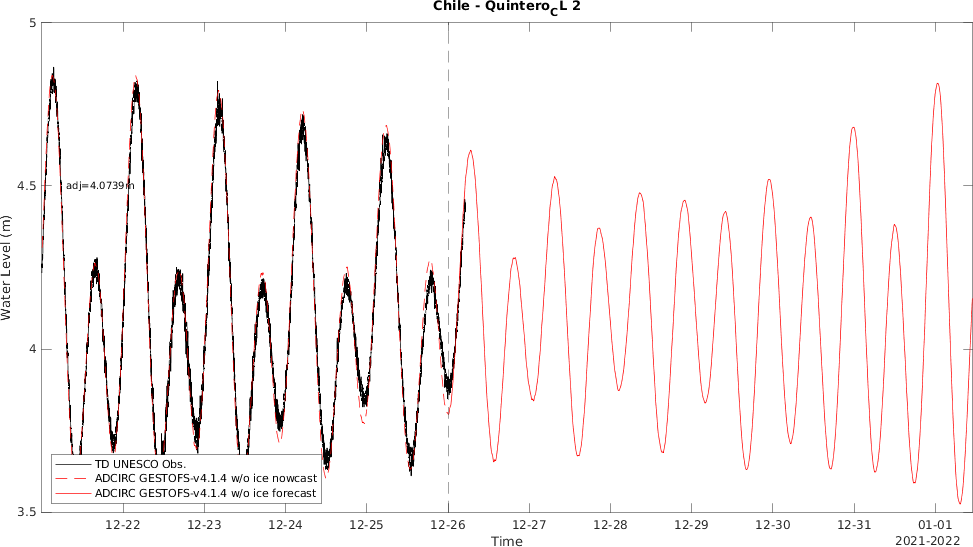 Chile - Quintero_CL 2
5
4.5
4
3.5
Water Level (m)
adj=4.0739m
TD UNESCO Obs.
ADCIRC GESTOFS-v4.1.4 w/o ice nowcast
ADCIRC GESTOFS-v4.1.4 w/o ice forecast
12-22 12-23 12-24 12-25 12-26 12-27 12-28 12-29 12-30 12-31 01-01
Time
2021-2022